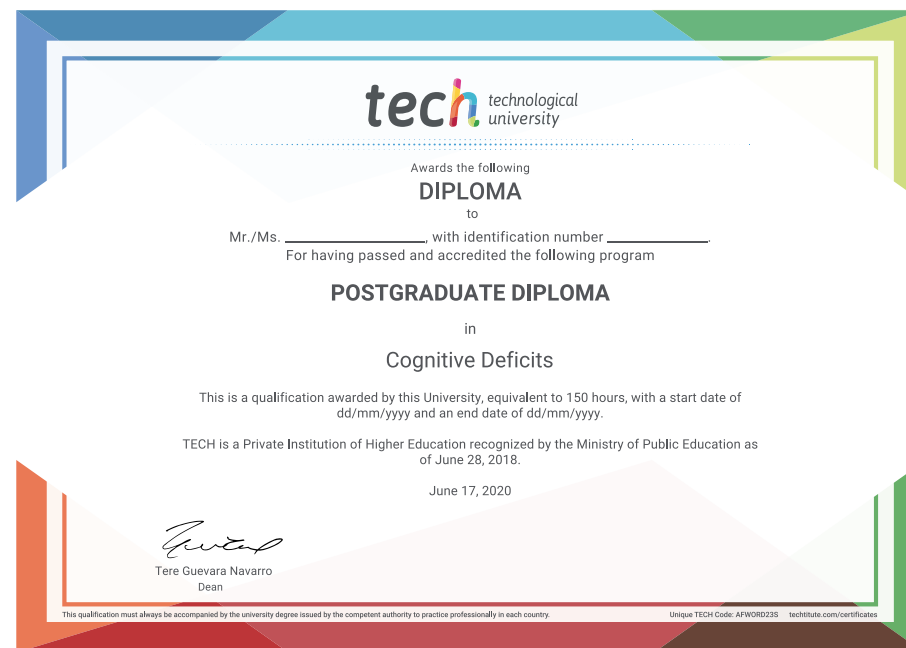 tech technological
university
Awards the following
DIPLOMA
to
Mr./Ms. ____________________, with identification number ______________.
For having passed and accredited the following program
POSTGRADUATE DIPLOMA
in
Cognitive Deficits
This is a qualification awarded by this University, equivalent to 150 hours, with a start date of
dd/mm/yyyy and an end date of dd/mm/yyyy.
TECH is a Private Institution of Higher Education recognized by the Ministry of Public Education as
of June 28, 2018.
June 17, 2020
Tere Guevara Navarro
Dean
This qualification must always be accompanied by the university degree issued by the competent authority to practice professionally in each country. Unique TECH Code: AFWORD23S techtitute.com/certificates